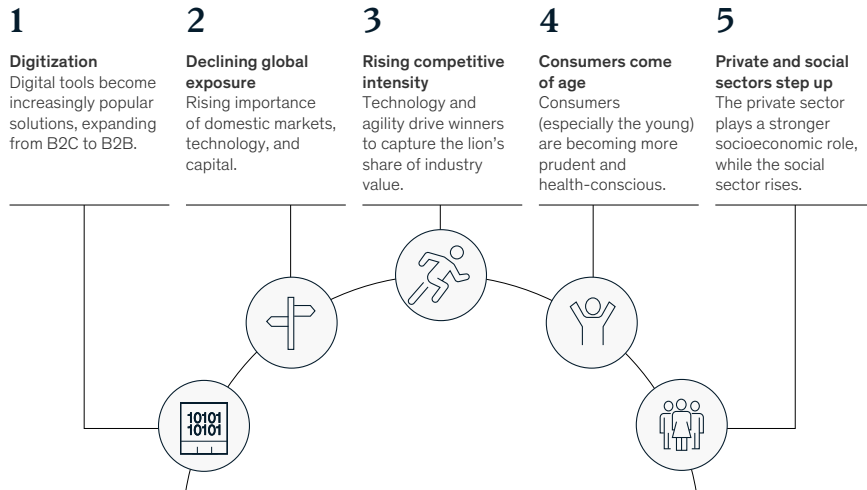 1
Digitization
Digital tools become
increasingly popular
solutions, expanding
from B2C to B2B.
2
Declining global
exposure
Rising importance
of domestic markets,
technology, and
capital.
3
Rising competitive
intensity
Technology and
agility drive winners
to capture the lion’s
share of industry
value.
4
Consumers come
of age
Consumers
(especially the young)
are becoming more
prudent and
health-conscious.
5
Private and social
sectors step up
The private sector
plays a stronger
socioeconomic role,
while the social
sector rises.
10101
10101